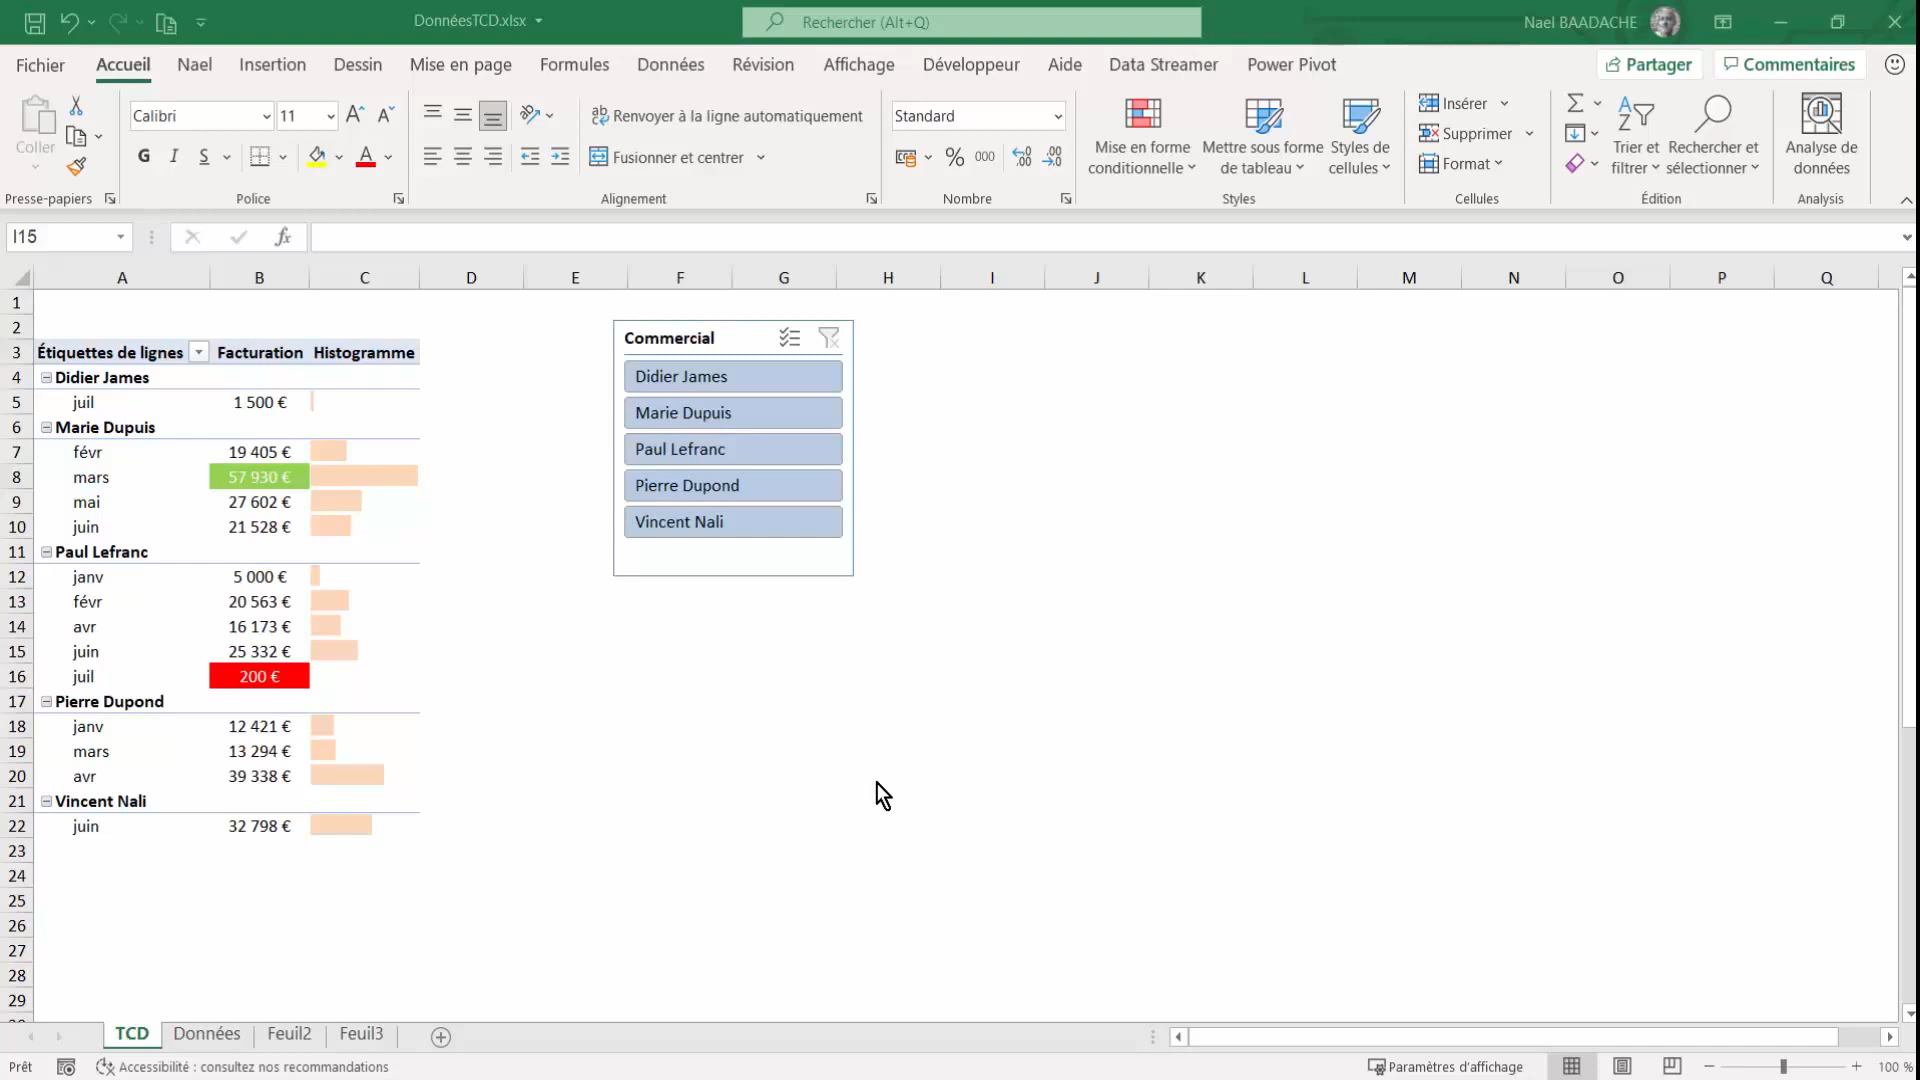 DonnéesTCD.xlsx
Rechercher (Alt+Q)
Nael BAADACHE
Fichier Accueil Nael Insertion Dessin Mise en page Formules Données Révision Affichage Développeur Aide Data Streamer Power Pivot Partager Commentaires
Coller
Presse-papiers
Calibri 11
G I S A
Police
Renvoyer à la ligne automatiquement
Fusionner et centrer
Alignement
Standard
% 000
Nombre
Mise en forme
conditionnelle
Mettre sous forme
de tableau
Styles de
cellules
Styles
Insérer
Supprimer
Format
Cellules
Trier et
filtrer
Rechercher et
sélectionner
Édition
Analyse de
données
Analysis
I15 fx
A B C D E F G H I J K L M N O P Q
1
2
3 Étiquettes de lignes Facturation Histogramme
4 Didier James
5 juil 1 500 €
6 Marie Dupuis
7 févr 19 405 €
8 mars 57 930 €
9 mai 27 602 €
10 juin 21 528 €
11 Paul Lefranc
12 janv 5 000 €
13 févr 20 563 €
14 avr 16 173 €
15 juin 25 332 €
16 juil 200 €
17 Pierre Dupond
18 janv 12 421 €
19 mars 13 294 €
20 avr 39 338 €
21 Vincent Nali
22 juin 32 798 €
23
24
25
26
27
28
29
Commercial
Didier James
Marie Dupuis
Paul Lefranc
Pierre Dupond
Vincent Nali
TCD Données Feuil2 Feuil3
Prêt Accessibilité : consultez nos recommandations Paramètres d'affichage 100 %